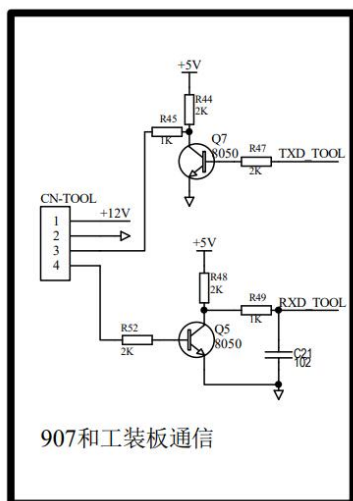 +5V
R44
2K
R45
1K
Q7
8050
R47
2K
TXD_TOOL
CN-TOOL
1
2
3
4
+12V
+5V
R48
2K
R49
1K
RXD_TOOL
Q5
8050
R52
2K
C21
102
907和工装板通信